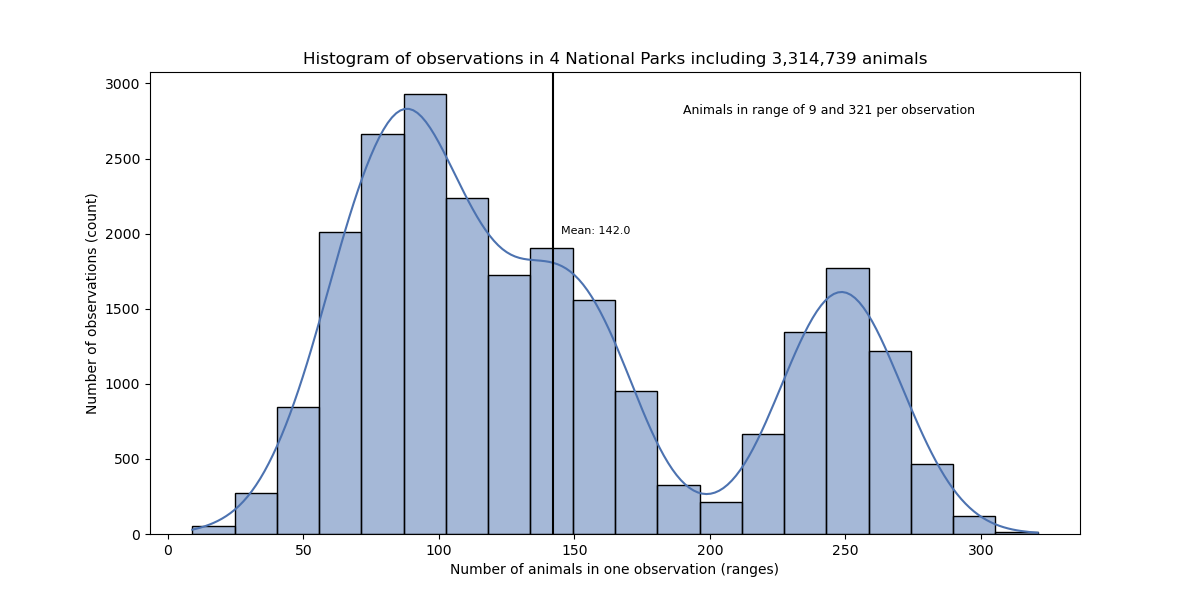 Histogram of observations in 4 National Parks including 3,314,739 animals
Animals in range of 9 and 321 per observation
Mean: 142.0
Number of observations (count)
3000
2500
2000
1500
1000
500
0
0 50 100 150 200 250 300
Number of animals in one observation (ranges)